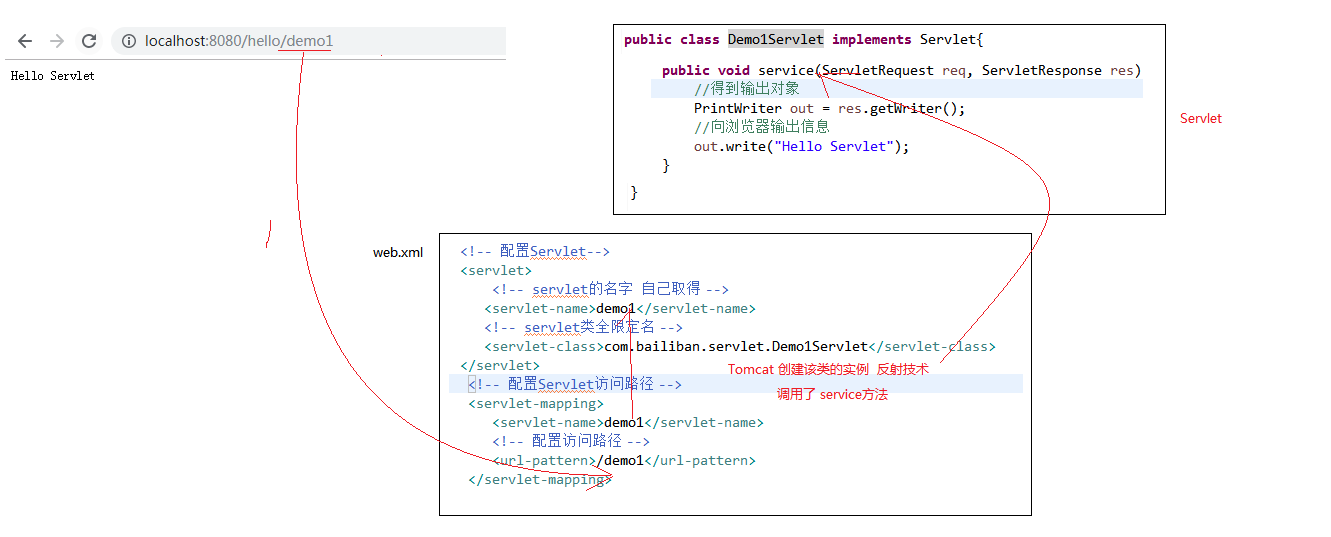 localhost:8080/hello/demo1
Hello Servlet
public class Demo1Servlet implements Servlet{
public void service(ServletRequest req, ServletResponse res)
//得到输出对象
PrintWriter out = res.getWriter();
//向浏览器输出信息
out.write("Hello Servlet");
}
}
Servlet
web.xml
<!-- 配置Servlet-->
<servlet>
<!-- servlet的名字 自己取得 -->
<servlet-name>demo1</servlet-name>
<!-- servlet类全限定名 -->
<servlet-class>com.bailiban.servlet.Demo1Servlet</servlet-class>
</servlet>
Tomcat 创建该类的实例 反射技术
<!-- 配置Servlet访问路径 -->
调用了 service方法
<servlet-mapping>
<servlet-name>demo1</servlet-name>
<!-- 配置访问路径 -->
<url-pattern>/demo1</url-pattern>
</servlet-mapping>